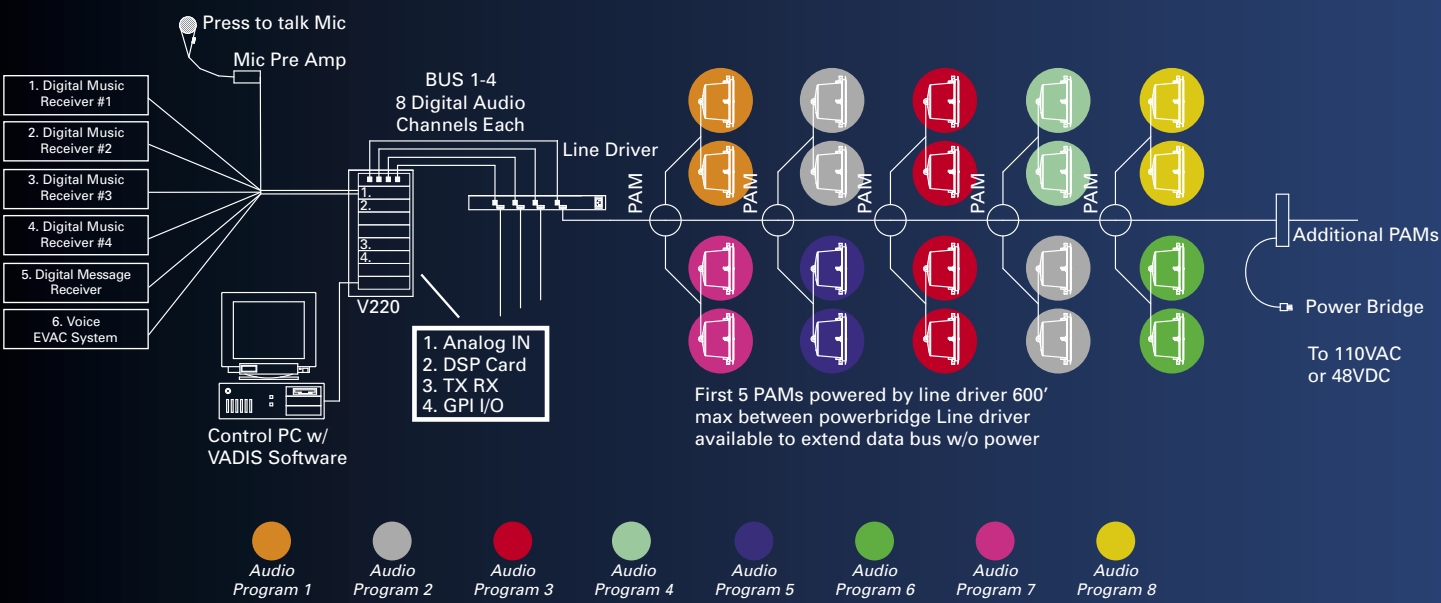 Press to talk Mic
Mic Pre Amp
1. Digital Music
Receiver #1
2. Digital Music
Receiver #2
3. Digital Music
Receiver #3
4. Digital Music
Receiver #4
5. Digital Message
Receiver
6. Voice
EVAC System
BUS 1-4
8 Digital Audio
Channels Each
Line Driver
1.
2.
3.
4.
V220
1. Analog IN
2. DSP Card
3. TX RX
4. GPI I/O
Control PC w/
VADIS Software
PAM
PAM
PAM
PAM
PAM
Additional PAMs
Power Bridge
To 110VAC
or 48VDC
First 5 PAMs powered by line driver 600′
max between powerbridge Line driver
available to extend data bus w/o power
Audio
Program 1
Audio
Program 2
Audio
Program 3
Audio
Program 4
Audio
Program 5
Audio
Program 6
Audio
Program 7
Audio
Program 8